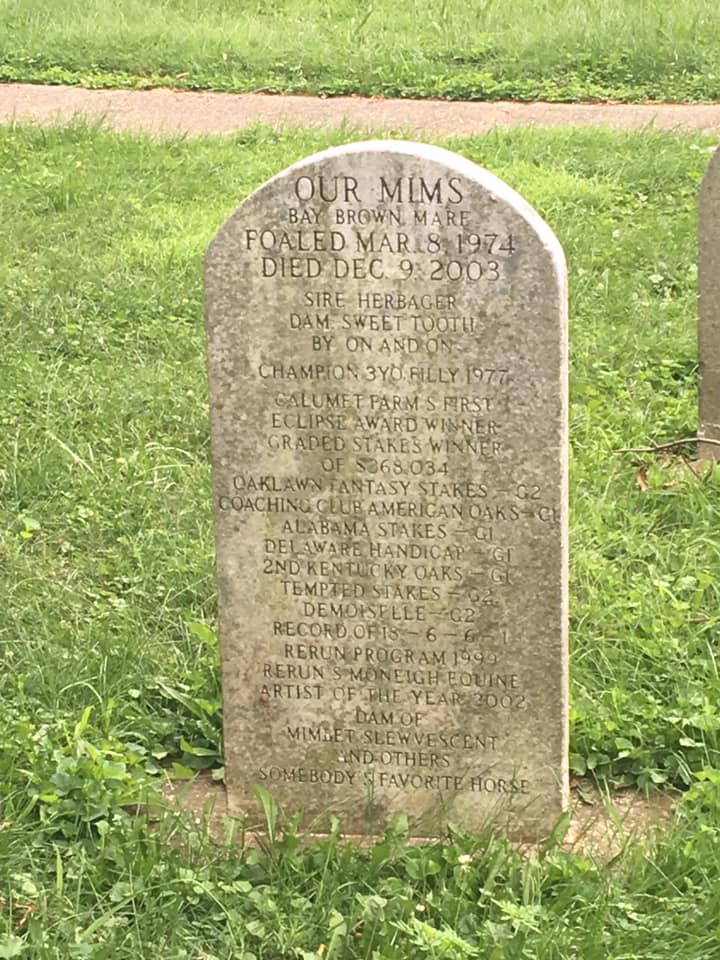 OUR MIMS
BAY BROWN MARE
FOALED MAR. 8, 1974
DIED DEC. 9, 2003
SIRE HERBAGER
DAM SWEET TOOTH
BY ON AND ON
CHAMPION 3YO FILLY 1977
CALUMET FARM'S FIRST
ECLIPSE AWARD WINNER
GRADED STAKES WINNER
OF $368,034
OAKLAWN FANTASY STAKES - G2
COACHING CLUB AMERICAN OAKS - G1
ALABAMA STAKES - G1
DELAWARE HANDICAP - G1
2ND KENTUCKY OAKS - G1
TEMPTED STAKES - G2
DEMOISELLE - G2
RECORD OF 18 - 6 - 6 - 1
RERUN PROGRAM 1999
RERUN'S MONEIGH EQUINE
ARTIST OF THE YEAR 2002
DAM OF
MIMBET SLEWVESCENT
AND OTHERS
SOMEBODY'S FAVORITE HORSE